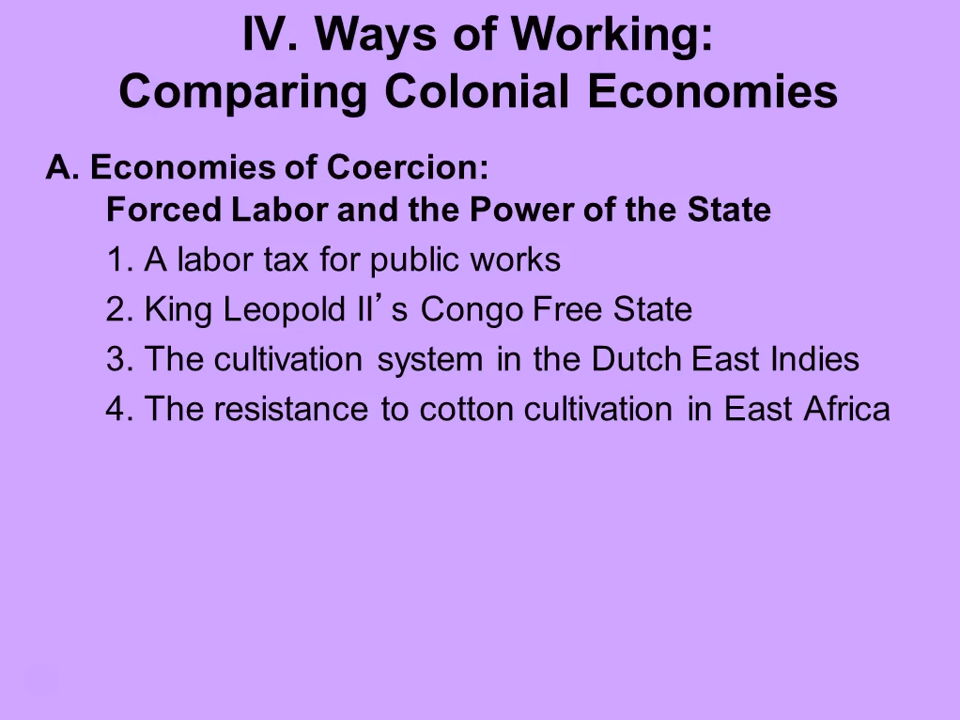 IV. Ways of Working:
Comparing Colonial Economies
A. Economies of Coercion:
Forced Labor and the Power of the State
1. A labor tax for public works
2. King Leopold II’s Congo Free State
3. The cultivation system in the Dutch East Indies
4. The resistance to cotton cultivation in East Africa